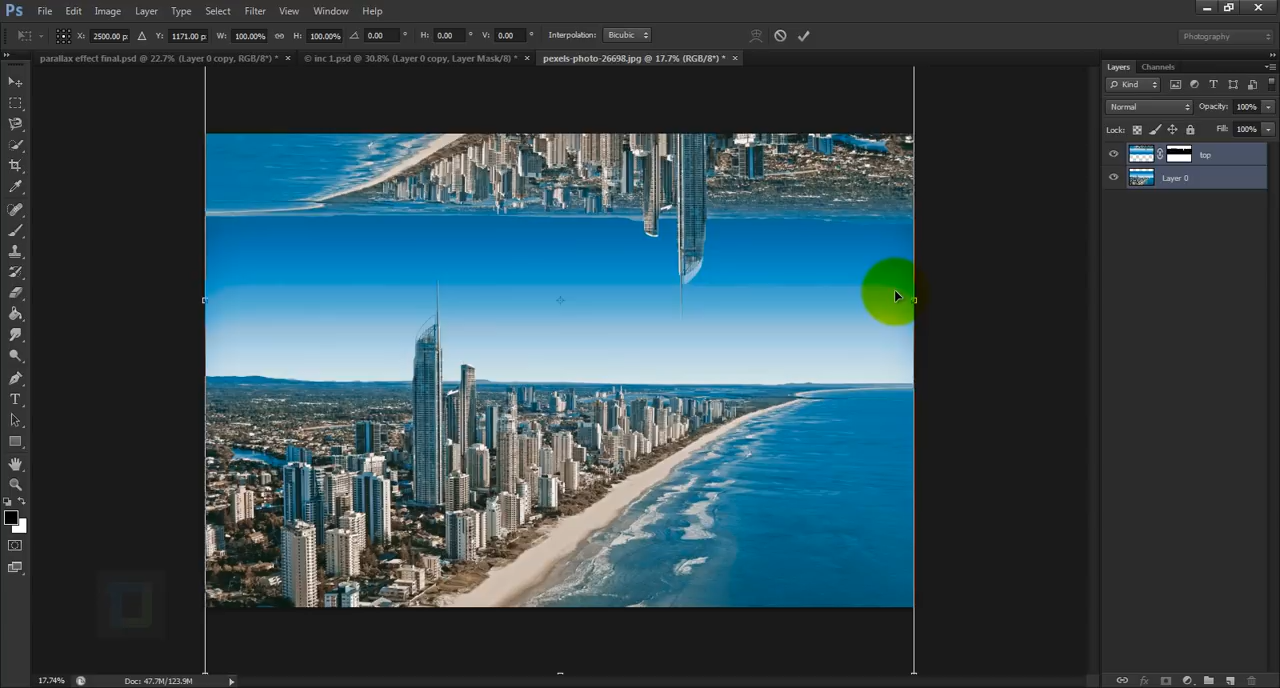 Ps File Edit Image Layer Type Select Filter View Window Help
X: 2500.00 p Y: 1171.00 p W: 100.00% H: 100.00% 0.00 ° H: 0.00 ° V: 0.00 ° Interpolation: Bicubic Photography
parallax effect final.psd @ 22.7% (Layer 0 copy, RGB/8*) * × © inc 1.psd @ 30.8% (Layer 0 copy, Layer Mask/8) * × pexels-photo-26698.jpg @ 17.7% (RGB/8*) * ×
Layers Channels
Kind
Normal Opacity: 100%
Lock: Fill: 100%
top
Layer 0
17.74% Doc: 47.7M/123.9M